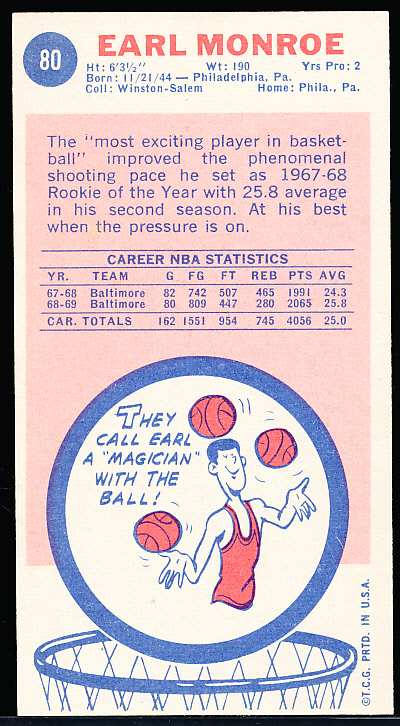 80
EARL MONROE
Ht: 6'3½" Wt: 190 Yrs Pro: 2
Born: 11/21/44 — Philadelphia, Pa.
Coll: Winston-Salem Home: Phila., Pa.
The "most exciting player in basket-
ball" improved the phenomenal
shooting pace he set as 1967-68
Rookie of the Year with 25.8 average
in his second season. At his best
when the pressure is on.
CAREER NBA STATISTICS
YR. TEAM G FG FT REB PTS AVG
67-68 Baltimore 82 742 507 465 1991 24.3
68-69 Baltimore 80 809 447 280 2065 25.8
CAR. TOTALS 162 1551 954 745 4056 25.0
THEY
CALL EARL
A "MAGICIAN"
WITH THE
BALL!
©T.C.G. PRTD. IN U.S.A.